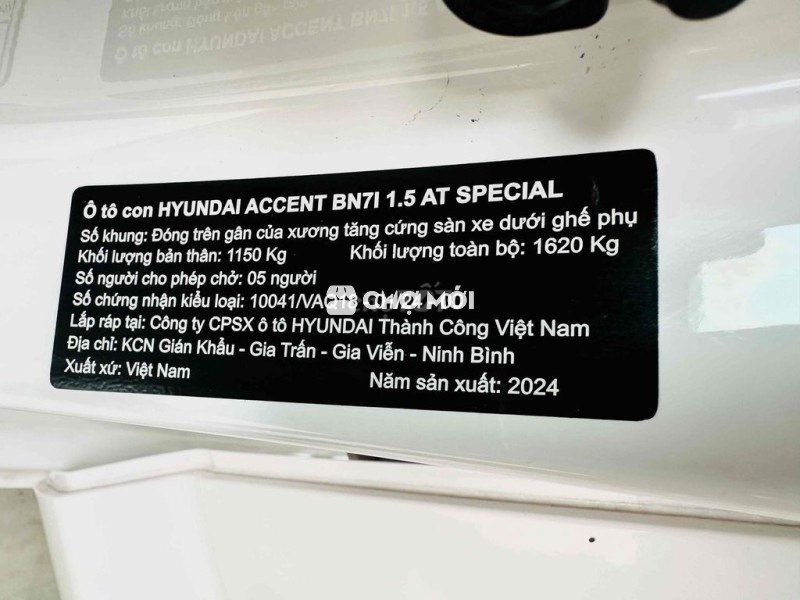 Ô tô con HYUNDAI ACCENT BN7I 1.5 AT SPECIAL
Số khung: Đóng trên gân của xương tăng cứng sàn xe dưới ghế phụ
Khối lượng bản thân: 1150 Kg Khối lượng toàn bộ: 1620 Kg
Số người cho phép chở: 05 người
Số chứng nhận kiểu loại: 10041/VAQ18
Lắp ráp tại: Công ty CPSX ô tô HYUNDAI Thành Công Việt Nam
Địa chỉ: KCN Gián Khẩu - Gia Trấn - Gia Viễn - Ninh Bình
Xuất xứ: Việt Nam Năm sản xuất: 2024